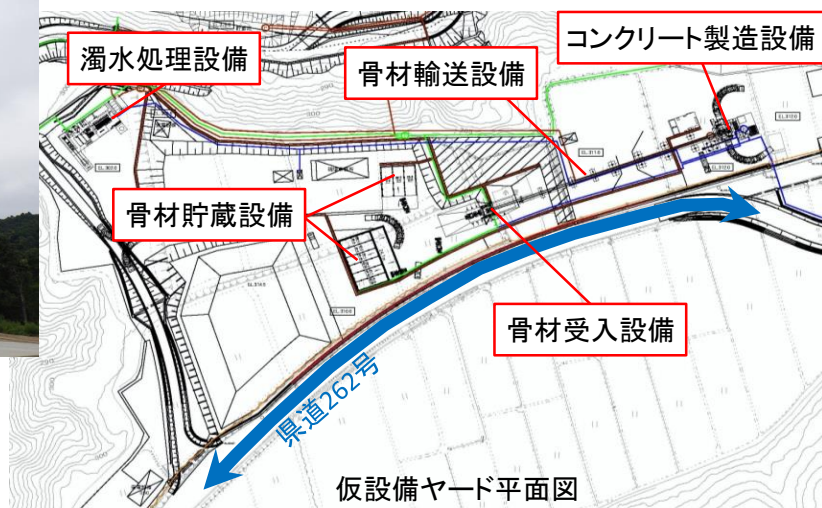 コンクリート製造設備
濁水処理設備
骨材輸送設備
骨材貯蔵設備
骨材受入設備
県道262号
仮設備ヤード平面図
300
300